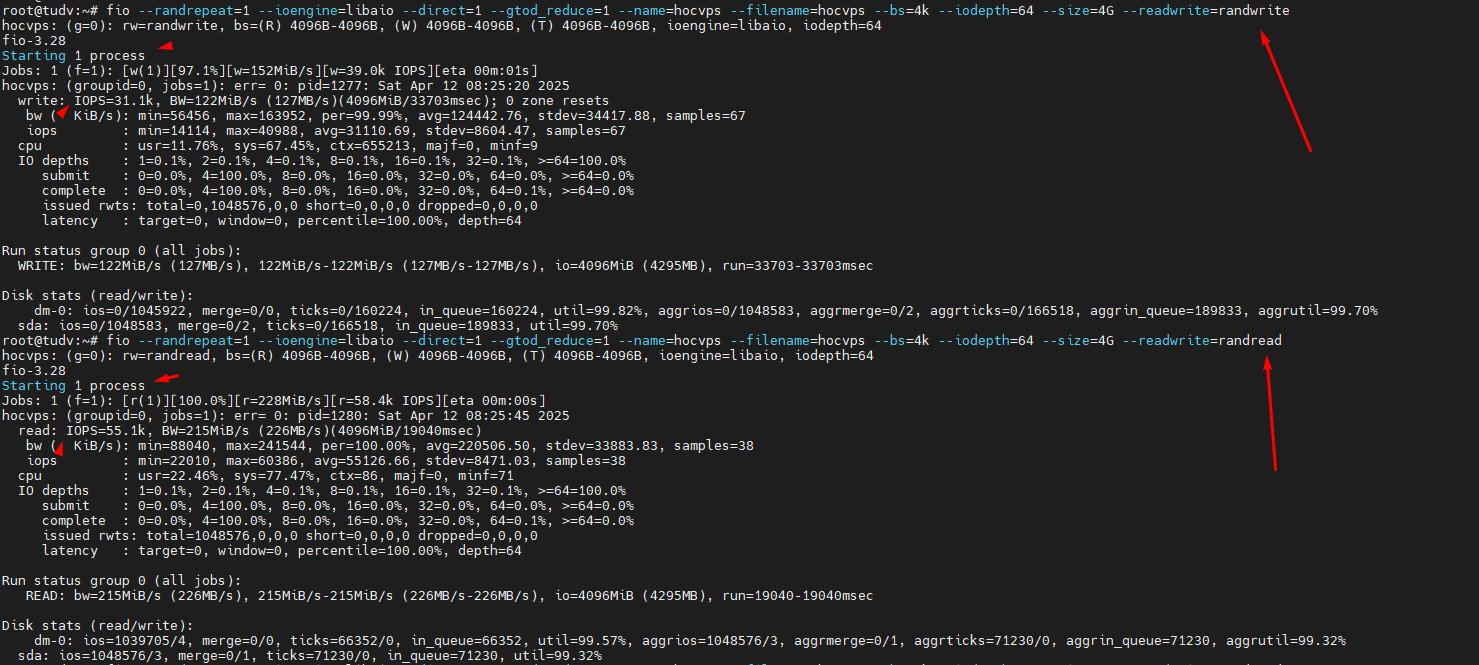 root@tudv:~# fio --randrepeat=1 --ioengine=libaio --direct=1 --gtod_reduce=1 --name=hocvps --filename=hocvps --bs=4k --iodepth=64 --size=4G --readwrite=randwrite
hocvps: (g=0): rw=randwrite, bs=(R) 4096B-4096B, (W) 4096B-4096B, (T) 4096B-4096B, ioengine=libaio, iodepth=64
fio-3.28
Starting 1 process
Jobs: 1 (f=1): [w(1)][97.1%][w=152MiB/s][w=39.0k IOPS][eta 00m:01s]
hocvps: (groupid=0, jobs=1): err= 0: pid=1277: Sat Apr 12 08:25:20 2025
  write: IOPS=31.1k, BW=122MiB/s (127MB/s)(4096MiB/33703msec); 0 zone resets
   bw (  KiB/s): min=56456, max=163952, per=99.99%, avg=124442.76, stdev=34417.88, samples=67
   iops        : min=14114, max=40988, avg=31110.69, stdev=8604.47, samples=67
  cpu          : usr=11.76%, sys=67.45%, ctx=655213, majf=0, minf=9
  IO depths    : 1=0.1%, 2=0.1%, 4=0.1%, 8=0.1%, 16=0.1%, 32=0.1%, >=64=100.0%
     submit    : 0=0.0%, 4=100.0%, 8=0.0%, 16=0.0%, 32=0.0%, 64=0.0%, >=64=0.0%
     complete  : 0=0.0%, 4=100.0%, 8=0.0%, 16=0.0%, 32=0.0%, 64=0.1%, >=64=0.0%
     issued rwts: total=0,1048576,0,0 short=0,0,0,0 dropped=0,0,0,0
     latency   : target=0, window=0, percentile=100.00%, depth=64

Run status group 0 (all jobs):
  WRITE: bw=122MiB/s (127MB/s), 122MiB/s-122MiB/s (127MB/s-127MB/s), io=4096MiB (4295MB), run=33703-33703msec

Disk stats (read/write):
    dm-0: ios=0/1045922, merge=0/0, ticks=0/160224, in_queue=160224, util=99.82%, aggrios=0/1048583, aggrmerge=0/2, aggrticks=0/166518, aggrin_queue=189833, aggrutil=99.70%
  sda: ios=0/1048583, merge=0/2, ticks=0/166518, in_queue=189833, util=99.70%
root@tudv:~# fio --randrepeat=1 --ioengine=libaio --direct=1 --gtod_reduce=1 --name=hocvps --filename=hocvps --bs=4k --iodepth=64 --size=4G --readwrite=randread
hocvps: (g=0): rw=randread, bs=(R) 4096B-4096B, (W) 4096B-4096B, (T) 4096B-4096B, ioengine=libaio, iodepth=64
fio-3.28
Starting 1 process
Jobs: 1 (f=1): [r(1)][100.0%][r=228MiB/s][r=58.4k IOPS][eta 00m:00s]
hocvps: (groupid=0, jobs=1): err= 0: pid=1280: Sat Apr 12 08:25:45 2025
  read: IOPS=55.1k, BW=215MiB/s (226MB/s)(4096MiB/19040msec)
   bw (  KiB/s): min=88040, max=241544, per=100.00%, avg=220506.50, stdev=33883.83, samples=38
   iops        : min=22010, max=60386, avg=55126.66, stdev=8471.03, samples=38
  cpu          : usr=22.46%, sys=77.47%, ctx=86, majf=0, minf=71
  IO depths    : 1=0.1%, 2=0.1%, 4=0.1%, 8=0.1%, 16=0.1%, 32=0.1%, >=64=100.0%
     submit    : 0=0.0%, 4=100.0%, 8=0.0%, 16=0.0%, 32=0.0%, 64=0.0%, >=64=0.0%
     complete  : 0=0.0%, 4=100.0%, 8=0.0%, 16=0.0%, 32=0.0%, 64=0.1%, >=64=0.0%
     issued rwts: total=1048576,0,0,0 short=0,0,0,0 dropped=0,0,0,0
     latency   : target=0, window=0, percentile=100.00%, depth=64

Run status group 0 (all jobs):
   READ: bw=215MiB/s (226MB/s), 215MiB/s-215MiB/s (226MB/s-226MB/s), io=4096MiB (4295MB), run=19040-19040msec

Disk stats (read/write):
    dm-0: ios=1039705/4, merge=0/0, ticks=66352/0, in_queue=66352, util=99.57%, aggrios=1048576/3, aggrmerge=0/1, aggrticks=71230/0, aggrin_queue=71230, aggrutil=99.32%
  sda: ios=1048576/3, merge=0/1, ticks=71230/0, in_queue=71230, util=99.32%